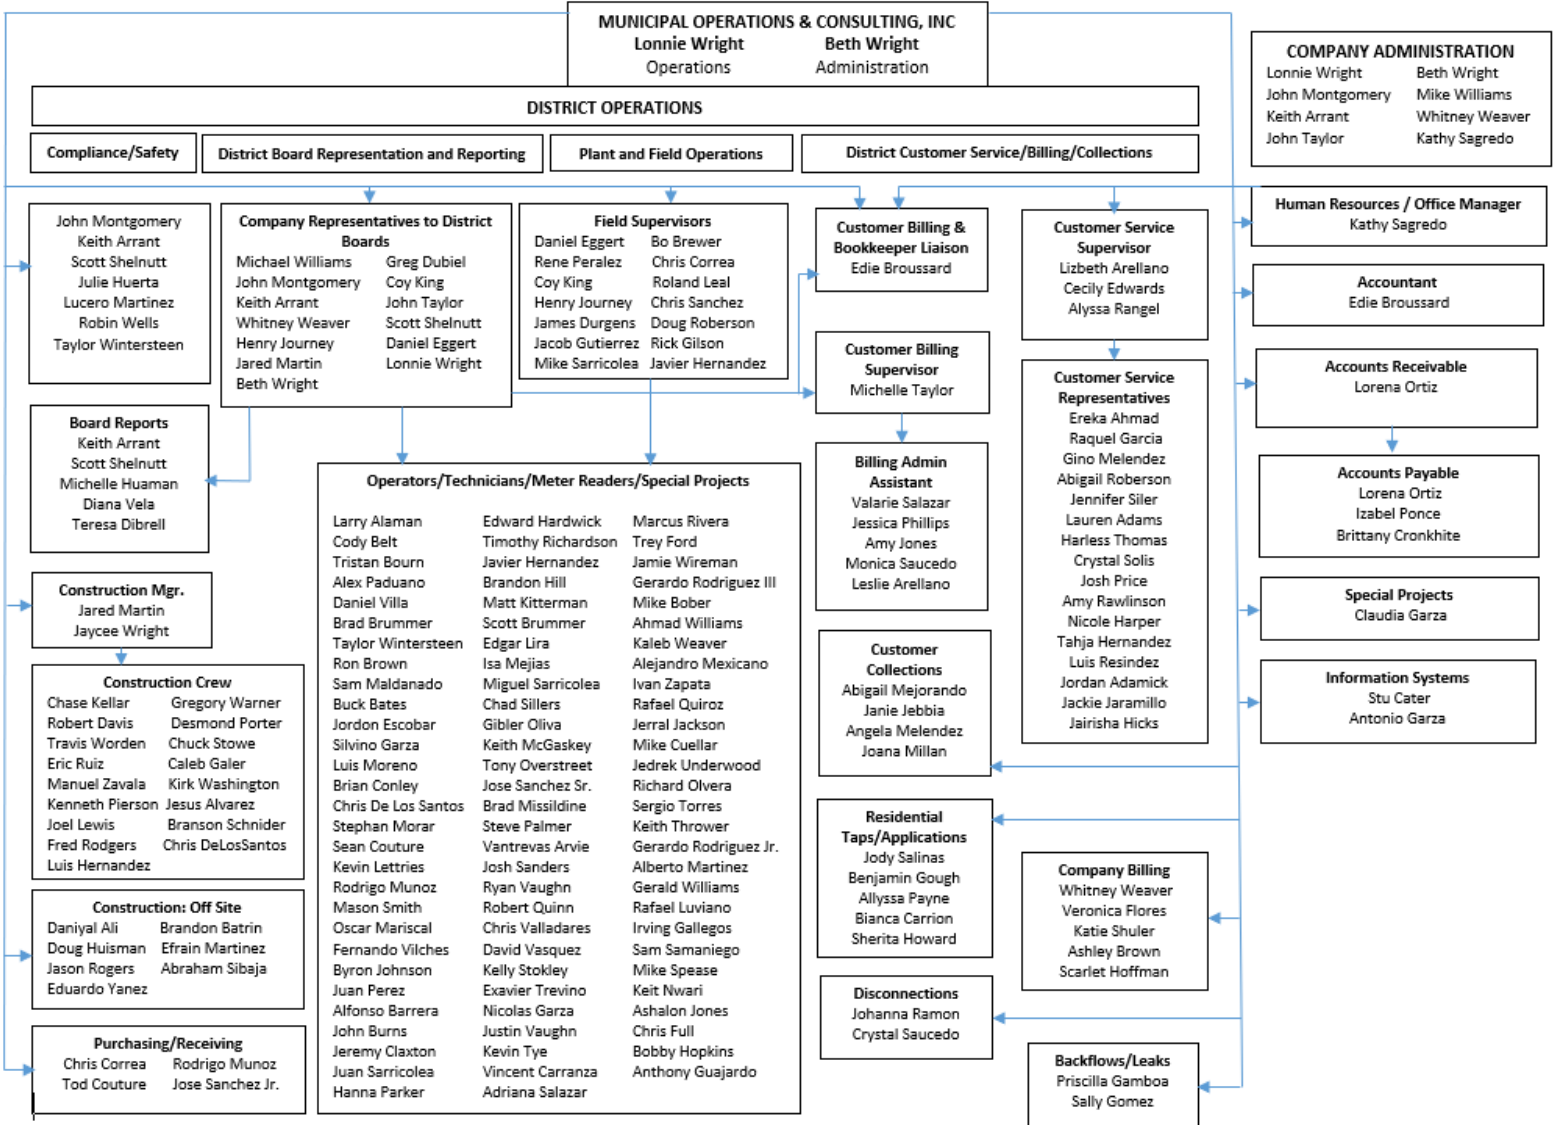 MUNICIPAL OPERATIONS & CONSULTING, INC
Lonnie Wright Beth Wright
Operations Administration
COMPANY ADMINISTRATION
Lonnie Wright Beth Wright
John Montgomery Mike Williams
Keith Arrant Whitney Weaver
John Taylor Kathy Sagredo
DISTRICT OPERATIONS
Compliance/Safety
District Board Representation and Reporting
Plant and Field Operations
District Customer Service/Billing/Collections
John Montgomery
Keith Arrant
Scott Shelnutt
Julie Huerta
Lucero Martinez
Robin Wells
Taylor Wintersteen
Board Reports
Keith Arrant
Scott Shelnutt
Michelle Huaman
Diana Vela
Teresa Dibrell
Construction Mgr.
Jared Martin
Jaycee Wright
Construction Crew
Chase Kellar Gregory Warner
Robert Davis Desmond Porter
Travis Worden Chuck Stowe
Eric Ruiz Caleb Galer
Manuel Zavala Kirk Washington
Kenneth Pierson Jesus Alvarez
Joel Lewis Branson Schnider
Fred Rodgers Chris DeLosSantos
Luis Hernandez
Construction: Off Site
Daniyal Ali Brandon Batrin
Doug Huisman Efrain Martinez
Jason Rogers Abraham Sibaja
Eduardo Yanez
Purchasing/Receiving
Chris Correa Rodrigo Munoz
Tod Couture Jose Sanchez Jr.
Company Representatives to District
Boards
Michael Williams Greg Dubiel
John Montgomery Coy King
Keith Arrant John Taylor
Whitney Weaver Scott Shelnutt
Henry Journey Daniel Eggert
Jared Martin Lonnie Wright
Beth Wright
Field Supervisors
Daniel Eggert Bo Brewer
Rene Peralez Chris Correa
Coy King Roland Leal
Henry Journey Chris Sanchez
James Durgens Doug Roberson
Jacob Gutierrez Rick Gilson
Mike Sarricolea Javier Hernandez
Operators/Technicians/Meter Readers/Special Projects
Larry Alaman Edward Hardwick Marcus Rivera
Cody Belt Timothy Richardson Trey Ford
Tristan Bourn Javier Hernandez Jamie Wireman
Alex Paduano Brandon Hill Gerardo Rodriguez III
Daniel Villa Matt Kitterman Mike Bober
Brad Brummer Scott Brummer Ahmad Williams
Taylor Wintersteen Edgar Lira Kaleb Weaver
Ron Brown Isa Mejias Alejandro Mexicano
Sam Maldanado Miguel Sarricolea Ivan Zapata
Buck Bates Chad Sillers Rafael Quiroz
Jordon Escobar Gibler Oliva Jerral Jackson
Silvino Garza Keith McGaskey Mike Cuellar
Luis Moreno Tony Overstreet Jedrek Underwood
Brian Conley Jose Sanchez Sr. Richard Olvera
Chris De Los Santos Brad Missildine Sergio Torres
Stephan Morar Steve Palmer Keith Thrower
Sean Couture Vantrevas Arvie Gerardo Rodriguez Jr.
Kevin Lettries Josh Sanders Alberto Martinez
Rodrigo Munoz Ryan Vaughn Gerald Williams
Mason Smith Robert Quinn Rafael Luviano
Oscar Mariscal Chris Valladares Irving Gallegos
Fernando Vilches David Vasquez Sam Samaniego
Byron Johnson Kelly Stokley Mike Spease
Juan Perez Exavier Trevino Keit Nwari
Alfonso Barrera Nicolas Garza Ashalon Jones
John Burns Justin Vaughn Chris Full
Jeremy Claxton Kevin Tye Bobby Hopkins
Juan Sarricolea Vincent Carranza Anthony Guajardo
Hanna Parker Adriana Salazar
Customer Billing &
Bookkeeper Liaison
Edie Broussard
Customer Billing
Supervisor
Michelle Taylor
Billing Admin
Assistant
Valarie Salazar
Jessica Phillips
Amy Jones
Monica Saucedo
Leslie Arellano
Customer
Collections
Abigail Mejorando
Janie Jebbia
Angela Melendez
Joana Millan
Residential
Taps/Applications
Jody Salinas
Benjamin Gough
Allyssa Payne
Bianca Carrion
Sherita Howard
Disconnections
Johanna Ramon
Crystal Saucedo
Customer Service
Supervisor
Lizbeth Arellano
Cecily Edwards
Alyssa Rangel
Customer Service
Representatives
Ereka Ahmad
Raquel Garcia
Gino Melendez
Abigail Roberson
Jennifer Siler
Lauren Adams
Harless Thomas
Crystal Solis
Josh Price
Amy Rawlinson
Nicole Harper
Tahja Hernandez
Luis Resindez
Jordan Adamick
Jackie Jaramillo
Jairisha Hicks
Company Billing
Whitney Weaver
Veronica Flores
Katie Shuler
Ashley Brown
Scarlet Hoffman
Backflows/Leaks
Priscilla Gamboa
Sally Gomez
Human Resources / Office Manager
Kathy Sagredo
Accountant
Edie Broussard
Accounts Receivable
Lorena Ortiz
Accounts Payable
Lorena Ortiz
Izabel Ponce
Brittany Cronkhite
Special Projects
Claudia Garza
Information Systems
Stu Cater
Antonio Garza